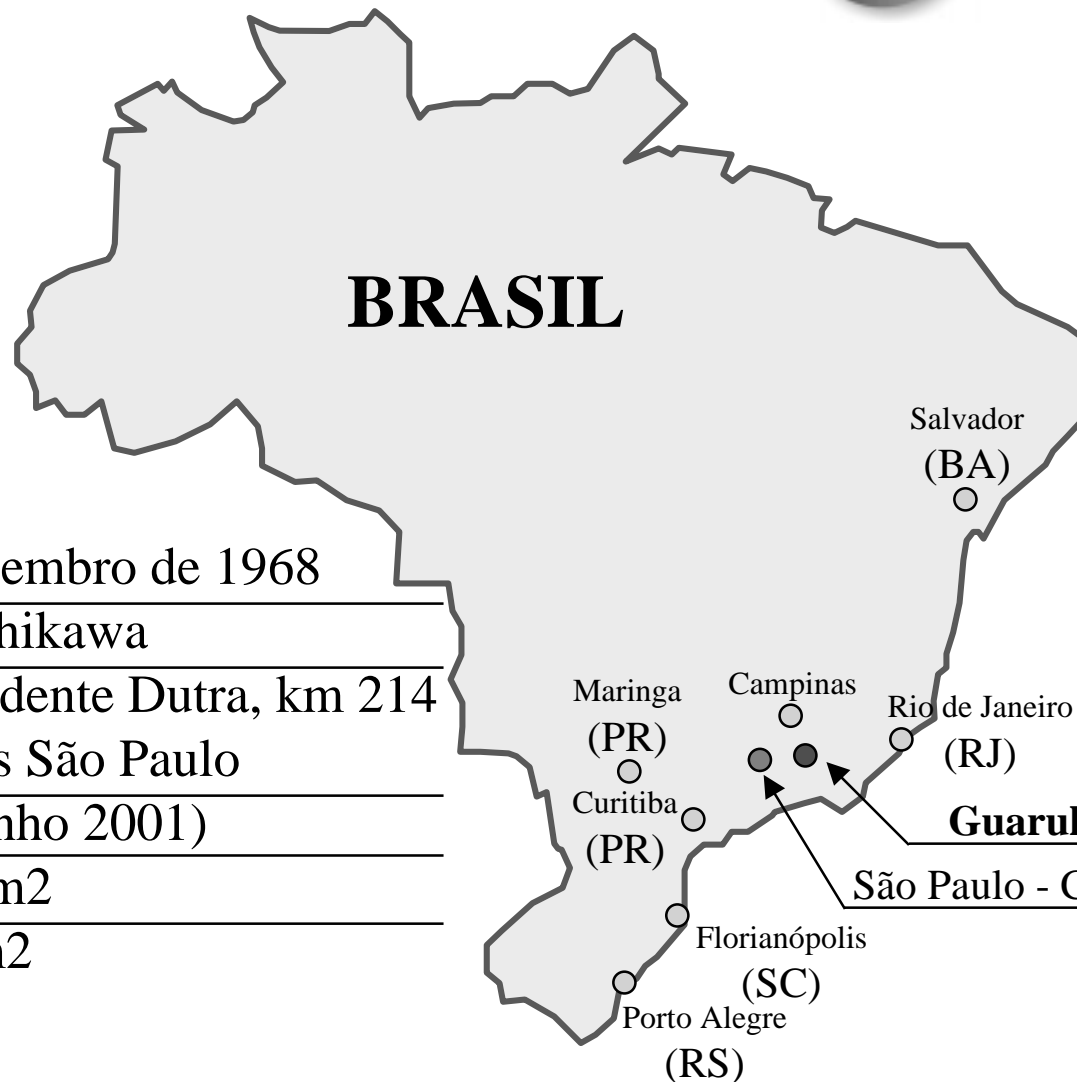 BRASIL
Salvador
(BA)
embro de 1968
hikawa
dente Dutra, km 214
s São Paulo
nho 2001)
m2
Maringa
(PR)
Campinas
Rio de Janeiro
(RJ)
Curitiba
(PR)
Guarul
São Paulo - C
Florianópolis
(SC)
Porto Alegre
(RS)